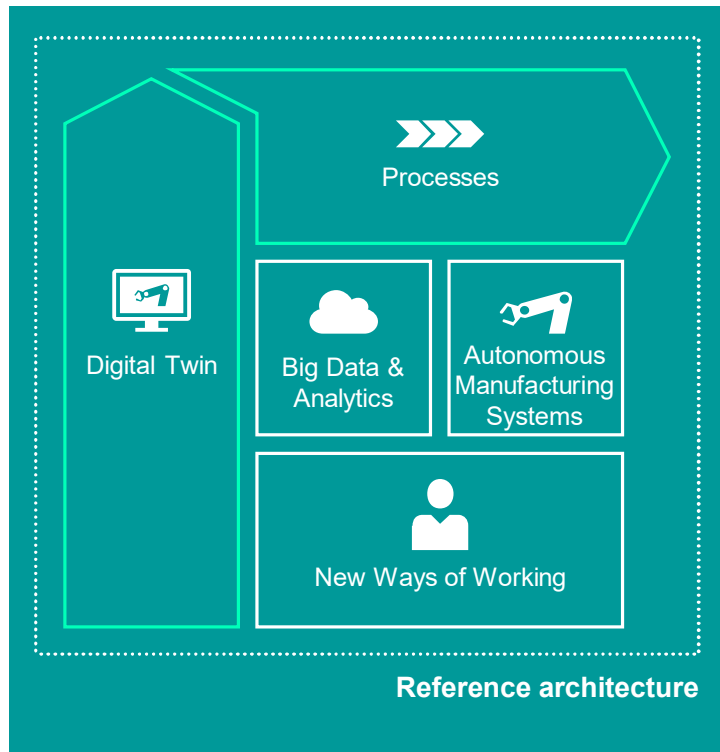 Processes
Digital Twin
Big Data &
Analytics
Autonomous
Manufacturing
Systems
New Ways of Working
Reference architecture